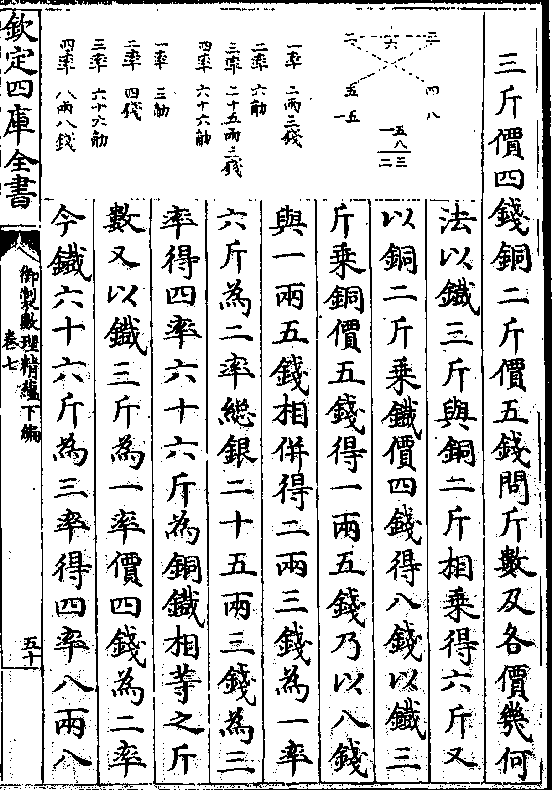 三斤價四錢銅二斤價五錢問斤數及各價幾何
法以鐵三斤與銅二斤相乘得六斤又
以銅二斤乘鐵價四錢得八錢以鐵三
斤乘銅價五錢得一兩五錢乃以八錢
與一兩五錢相併得二兩三錢為一率
六斤為二率總銀二十五兩三錢為三
率得四率六十六斤為銅鐵相等之斤
數又以鐵三斤為一率價四錢為二率
今鐵六十六斤為三率得四率八兩八
三 六 二
四 五
八 一五
一五
八
二三
一率 二兩三錢
二率 六觔
三率 二十五兩三錢
四率 六十六觔
一率 三觔
二率 四錢
三率 六十六觔
四率 八兩八錢
欽定四庫全書
御製數理精蘊下編
卷七
五十